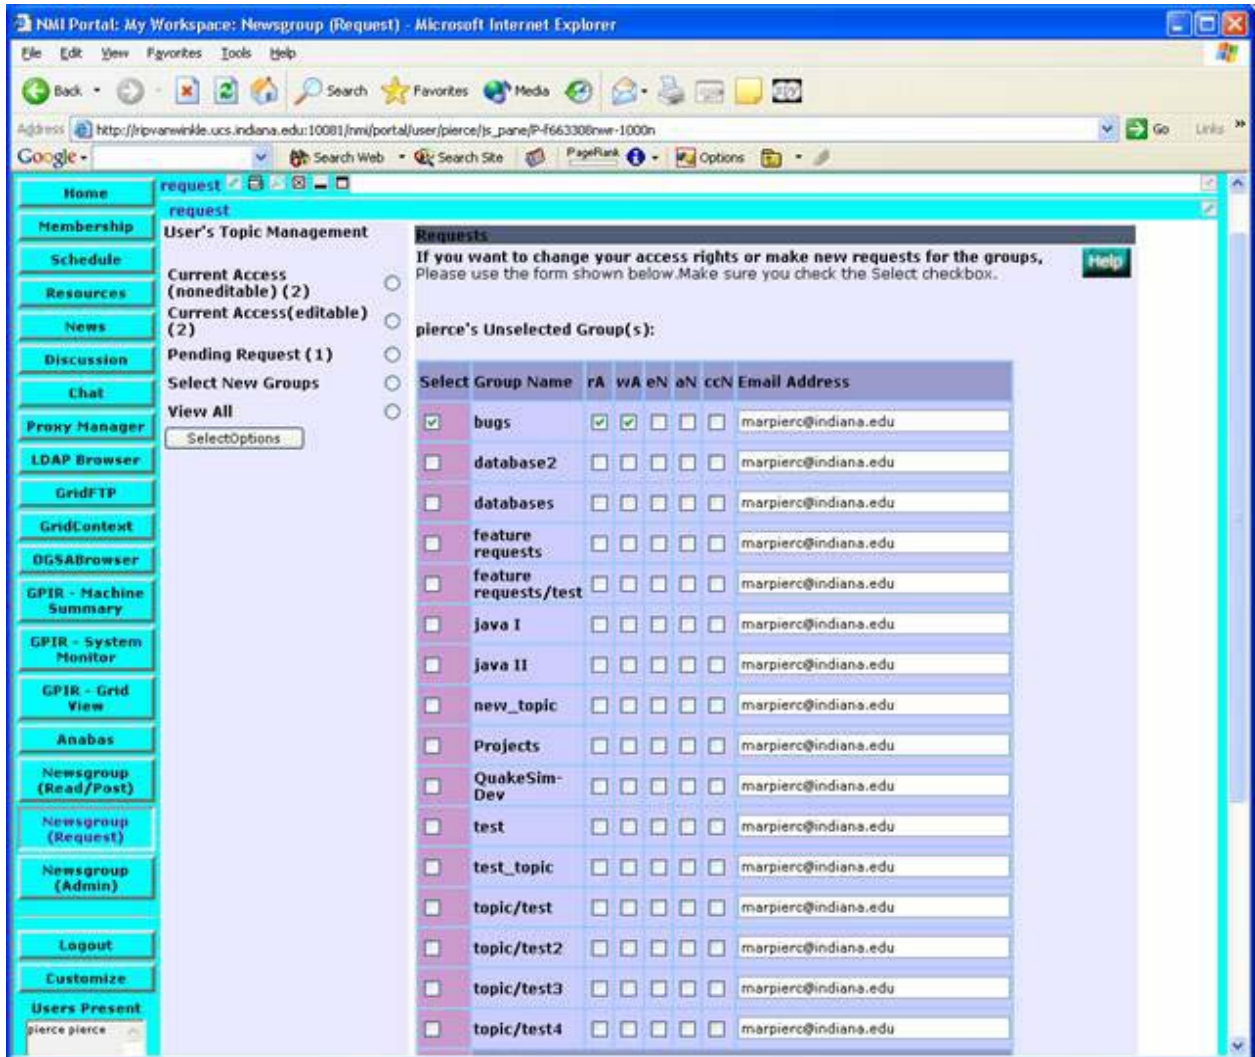 NMI Portal: My Workspace: Newsgroup (Request) - Microsoft Internet Explorer
File Edit View Favorites Tools Help
Back Search Favorites Media
Address http://ripvanwinkle.ucs.indiana.edu:10081/nmi/portal/user/pierce/js_pane/P-f663308nwr-1000n Go Links »
Google Search Web Search Site PageRank Options
Home
Membership
Schedule
Resources
News
Discussion
Chat
Proxy Manager
LDAP Browser
GridFTP
GridContext
OGSABrowser
GPIR - Machine
Summary
GPIR - System
Monitor
GPIR - Grid
View
Anabas
Newsgroup
(Read/Post)
Newsgroup
(Request)
Newsgroup
(Admin)
Logout
Customize
Users Present
pierce pierce
request
request
User's Topic Management
Current Access
(noneditable) (2)
Current Access(editable)
(2)
Pending Request (1)
Select New Groups
View All
SelectOptions
Requests
If you want to change your access rights or make new requests for the groups,
Please use the form shown below.Make sure you check the Select checkbox.
Help
pierce's Unselected Group(s):
Select Group Name rA wA eN aN ccN Email Address
bugs marpierc@indiana.edu
database2 marpierc@indiana.edu
databases marpierc@indiana.edu
feature
requests marpierc@indiana.edu
feature
requests/test marpierc@indiana.edu
java I marpierc@indiana.edu
java II marpierc@indiana.edu
new_topic marpierc@indiana.edu
Projects marpierc@indiana.edu
QuakeSim-
Dev marpierc@indiana.edu
test marpierc@indiana.edu
test_topic marpierc@indiana.edu
topic/test marpierc@indiana.edu
topic/test2 marpierc@indiana.edu
topic/test3 marpierc@indiana.edu
topic/test4 marpierc@indiana.edu